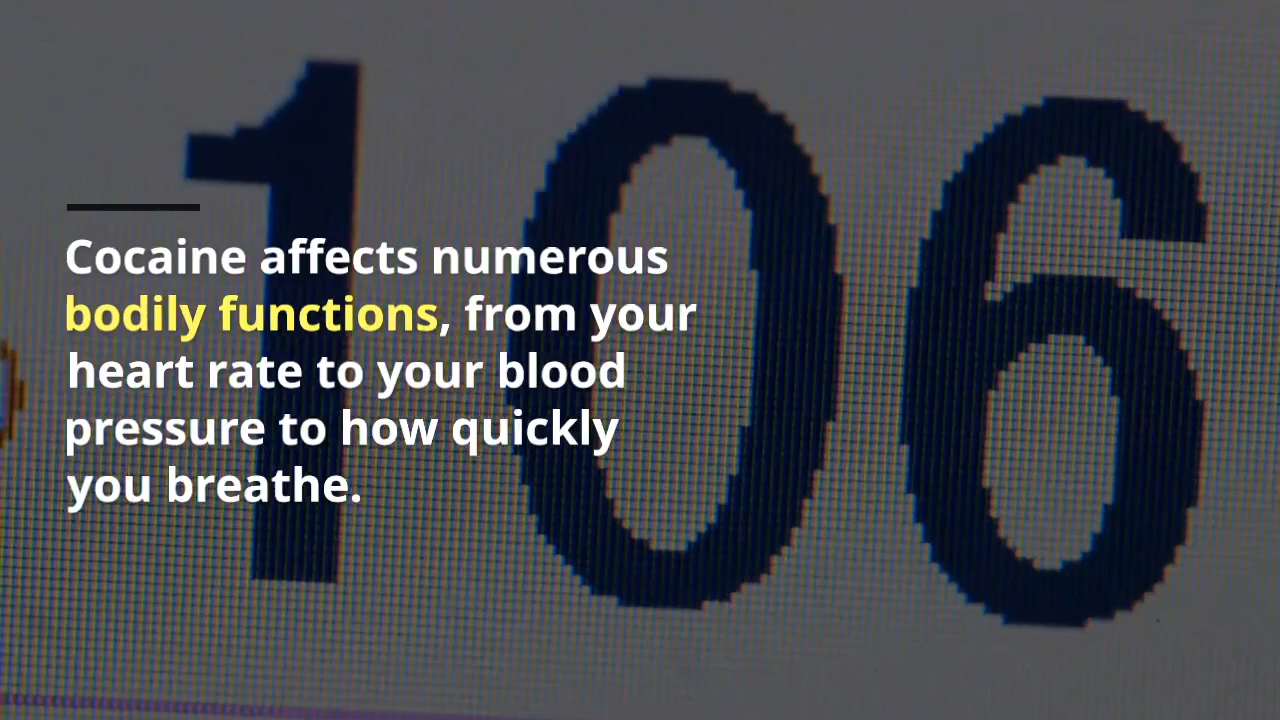 106
Cocaine affects numerous
bodily functions, from your
heart rate to your blood
pressure to how quickly
you breathe.